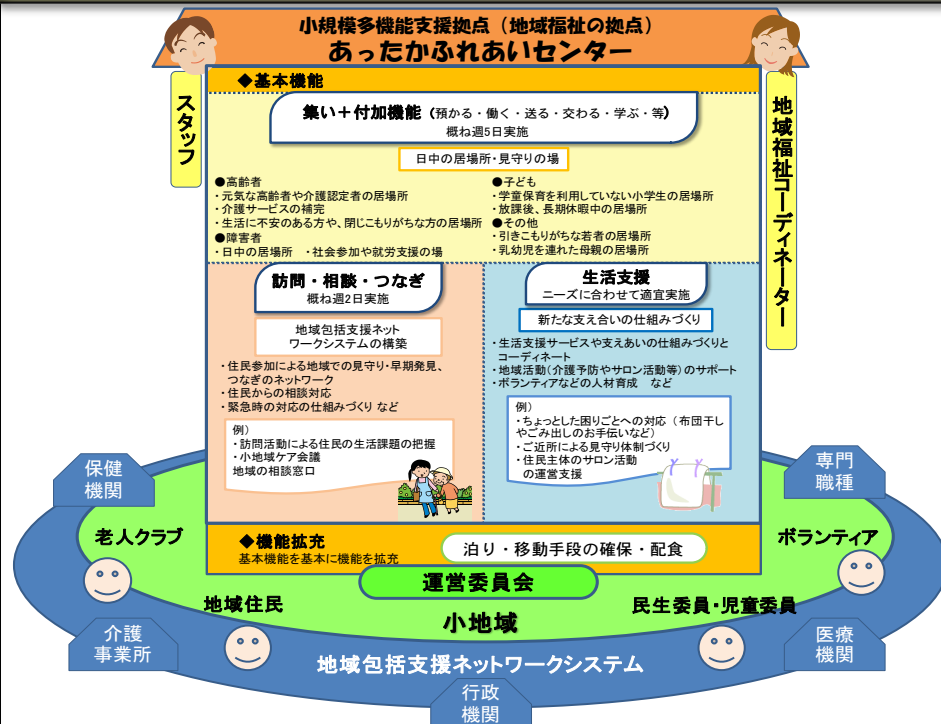 小規模多機能支援拠点（地域福祉の拠点）
あったかふれあいセンター
スタッフ
地域福祉コーディネーター
◆基本機能
集い＋付加機能（預かる・働く・送る・交わる・学ぶ・等）
概ね週5日実施
日中の居場所・見守りの場
●高齢者
・元気な高齢者や介護認定者の居場所
・介護サービスの補完
・生活に不安のある方や、閉じこもりがちな方の居場所
●障害者
・日中の居場所　・社会参加や就労支援の場
●子ども
・学童保育を利用していない小学生の居場所
・放課後、長期休暇中の居場所
●その他
・引きこもりがちな若者の居場所
・乳幼児を連れた母親の居場所
訪問・相談・つなぎ
概ね週2日実施
地域包括支援ネット
ワークシステムの構築
・住民参加による地域での見守り・早期発見、
つなぎのネットワーク
・住民からの相談対応
・緊急時の対応の仕組みづくり など
例）
・訪問活動による住民の生活課題の把握
・小地域ケア会議
地域の相談窓口
生活支援
ニーズに合わせて適宜実施
新たな支え合いの仕組みづくり
・生活支援サービスや支えあいの仕組みづくりと
コーディネート
・地域活動（介護予防やサロン活動等）のサポート
・ボランティアなどの人材育成　など
例）
・ちょっとした困りごとへの対応（布団干し
やごみ出しのお手伝いなど）
・ご近所による見守り体制づくり
・住民主体のサロン活動
の運営支援
◆機能拡充
基本機能を基本に機能を拡充
泊り・移動手段の確保・配食
運営委員会
小地域
保健
機関
専門
職種
老人クラブ
ボランティア
地域住民
民生委員・児童委員
介護
事業所
医療
機関
地域包括支援ネットワークシステム
行政
機関